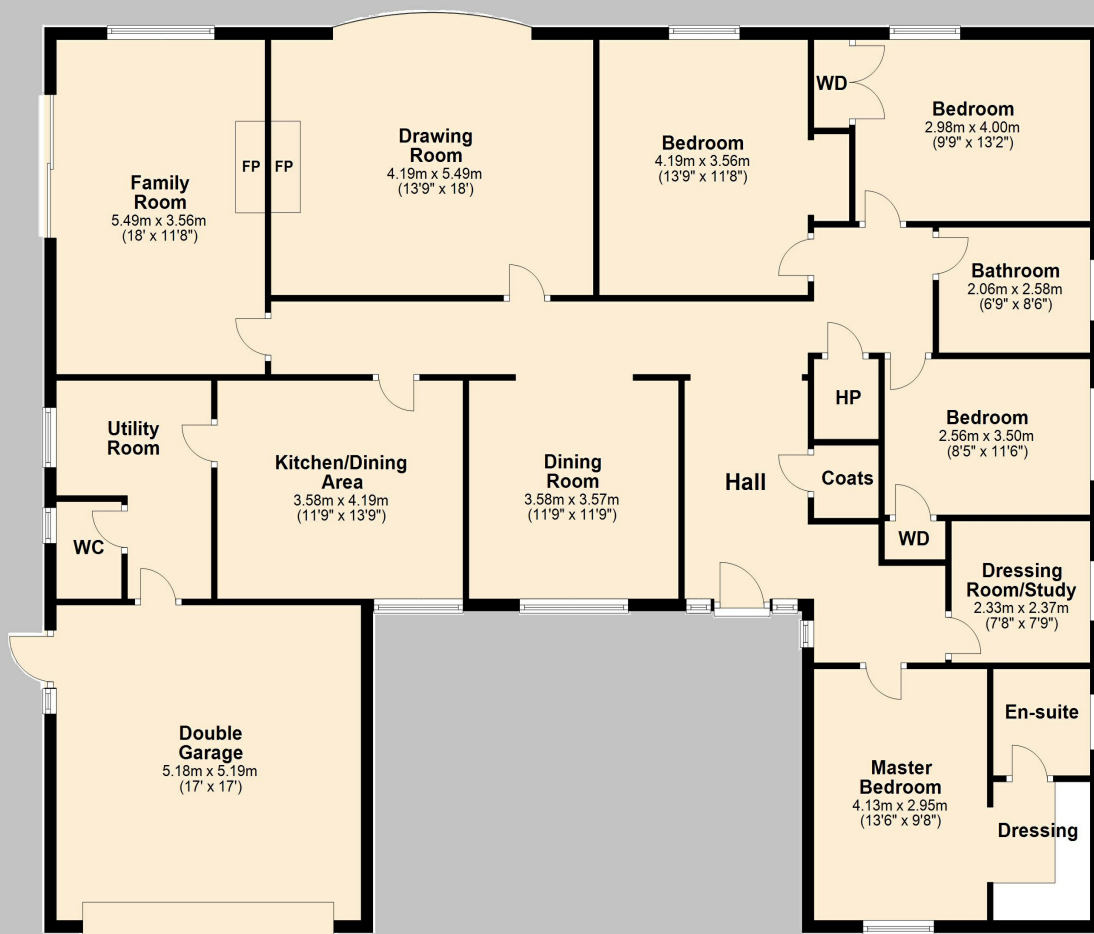 Family
Room
5.49m x 3.56m
(18' x 11'8")
FP
FP
Drawing
Room
4.19m x 5.49m
(13'9" x 18')
Bedroom
4.19m x 3.56m
(13'9" x 11'8")
WD
Bedroom
2.98m x 4.00m
(9'9" x 13'2")
Bathroom
2.06m x 2.58m
(6'9" x 8'6")
Utility
Room
WC
Kitchen/Dining
Area
3.58m x 4.19m
(11'9" x 13'9")
Dining
Room
3.58m x 3.57m
(11'9" x 11'9")
Hall
HP
Coats
Bedroom
2.56m x 3.50m
(8'5" x 11'6")
WD
Dressing
Room/Study
2.33m x 2.37m
(7'8" x 7'9")
Double
Garage
5.18m x 5.19m
(17' x 17')
Master
Bedroom
4.13m x 2.95m
(13'6" x 9'8")
En-suite
Dressing